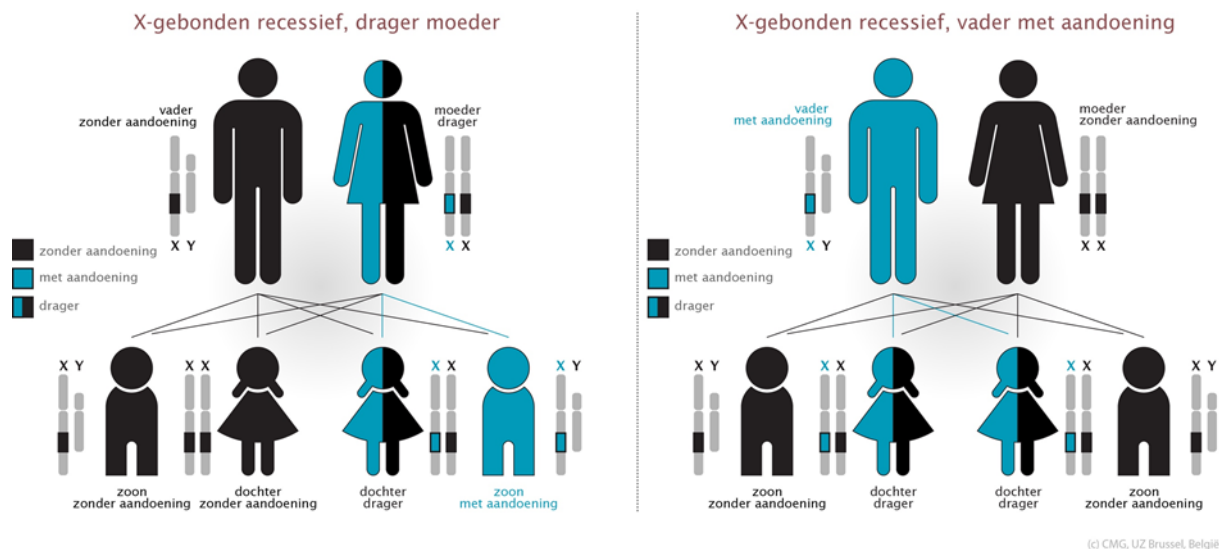 X-gebonden recessief, drager moeder
vader
zonder aandoening
moeder
drager
X Y
X X
zonder aandoening
met aandoening
drager
X Y
X X
X X
X Y
zoon
zonder aandoening
dochter
zonder aandoening
dochter
drager
zoon
met aandoening
X-gebonden recessief, vader met aandoening
vader
met aandoening
moeder
zonder aandoening
X Y
X X
zonder aandoening
met aandoening
drager
X Y
X X
X X
X Y
zoon
zonder aandoening
dochter
drager
dochter
drager
zoon
zonder aandoening
(c) CMG, UZ Brussel, België